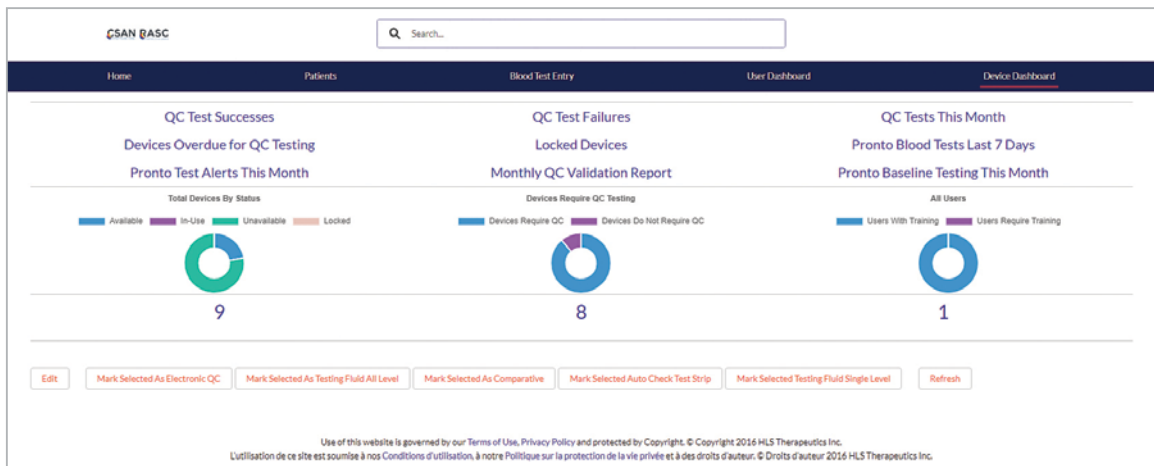 CSAN RASC
Search...
Home Patients Blood Test Entry User Dashboard Device Dashboard
QC Test Successes QC Test Failures QC Tests This Month
Devices Overdue for QC Testing Locked Devices Pronto Blood Tests Last 7 Days
Pronto Test Alerts This Month Monthly QC Validation Report Pronto Baseline Testing This Month
Total Devices By Status Devices Require QC Testing All Users
Available In-Use Unavailable Locked Devices Require QC Devices Do Not Require QC Users With Training Users Require Training
9 8 1
Edit Mark Selected As Electronic QC Mark Selected As Testing Fluid All Level Mark Selected As Comparative Mark Selected Auto Check Test Strip Mark Selected Testing Fluid Single Level Refresh
Use of this website is governed by our Terms of Use, Privacy Policy and protected by Copyright. © Copyright 2016 HLS Therapeutics Inc.
L'utilisation de ce site est soumise à nos Conditions d'utilisation, à notre Politique sur la protection de la vie privée et à des droits d'auteur. © Droits d'auteur 2016 HLS Therapeutics Inc.